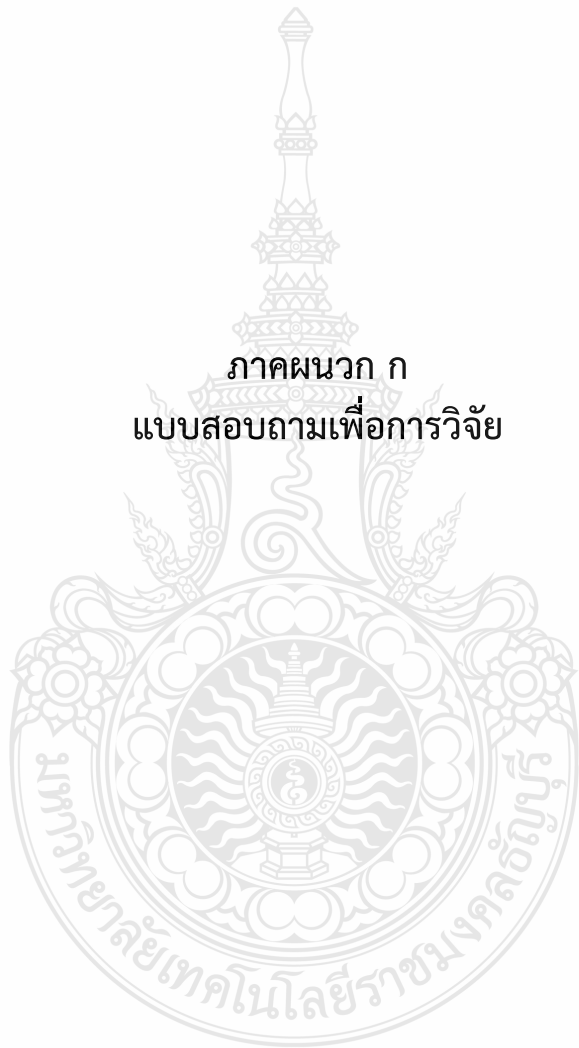 ภาคผนวก ก
แบบสอบถามเพื่อการวิจัย
มหาวิทยาลัยเทคโนโลยีราชมงคลธัญบุรี